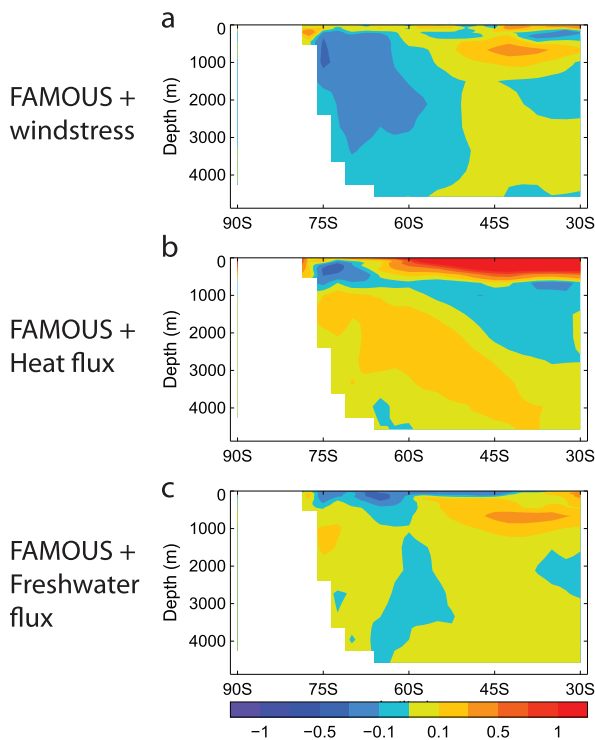 a
FAMOUS +
windstress
Depth (m)
0
1000
2000
3000
4000
90S 75S 60S 45S 30S
b
FAMOUS +
Heat flux
Depth (m)
0
1000
2000
3000
4000
90S 75S 60S 45S 30S
c
FAMOUS +
Freshwater
flux
Depth (m)
0
1000
2000
3000
4000
90S 75S 60S 45S 30S
−1 −0.5 −0.1 0.1 0.5 1